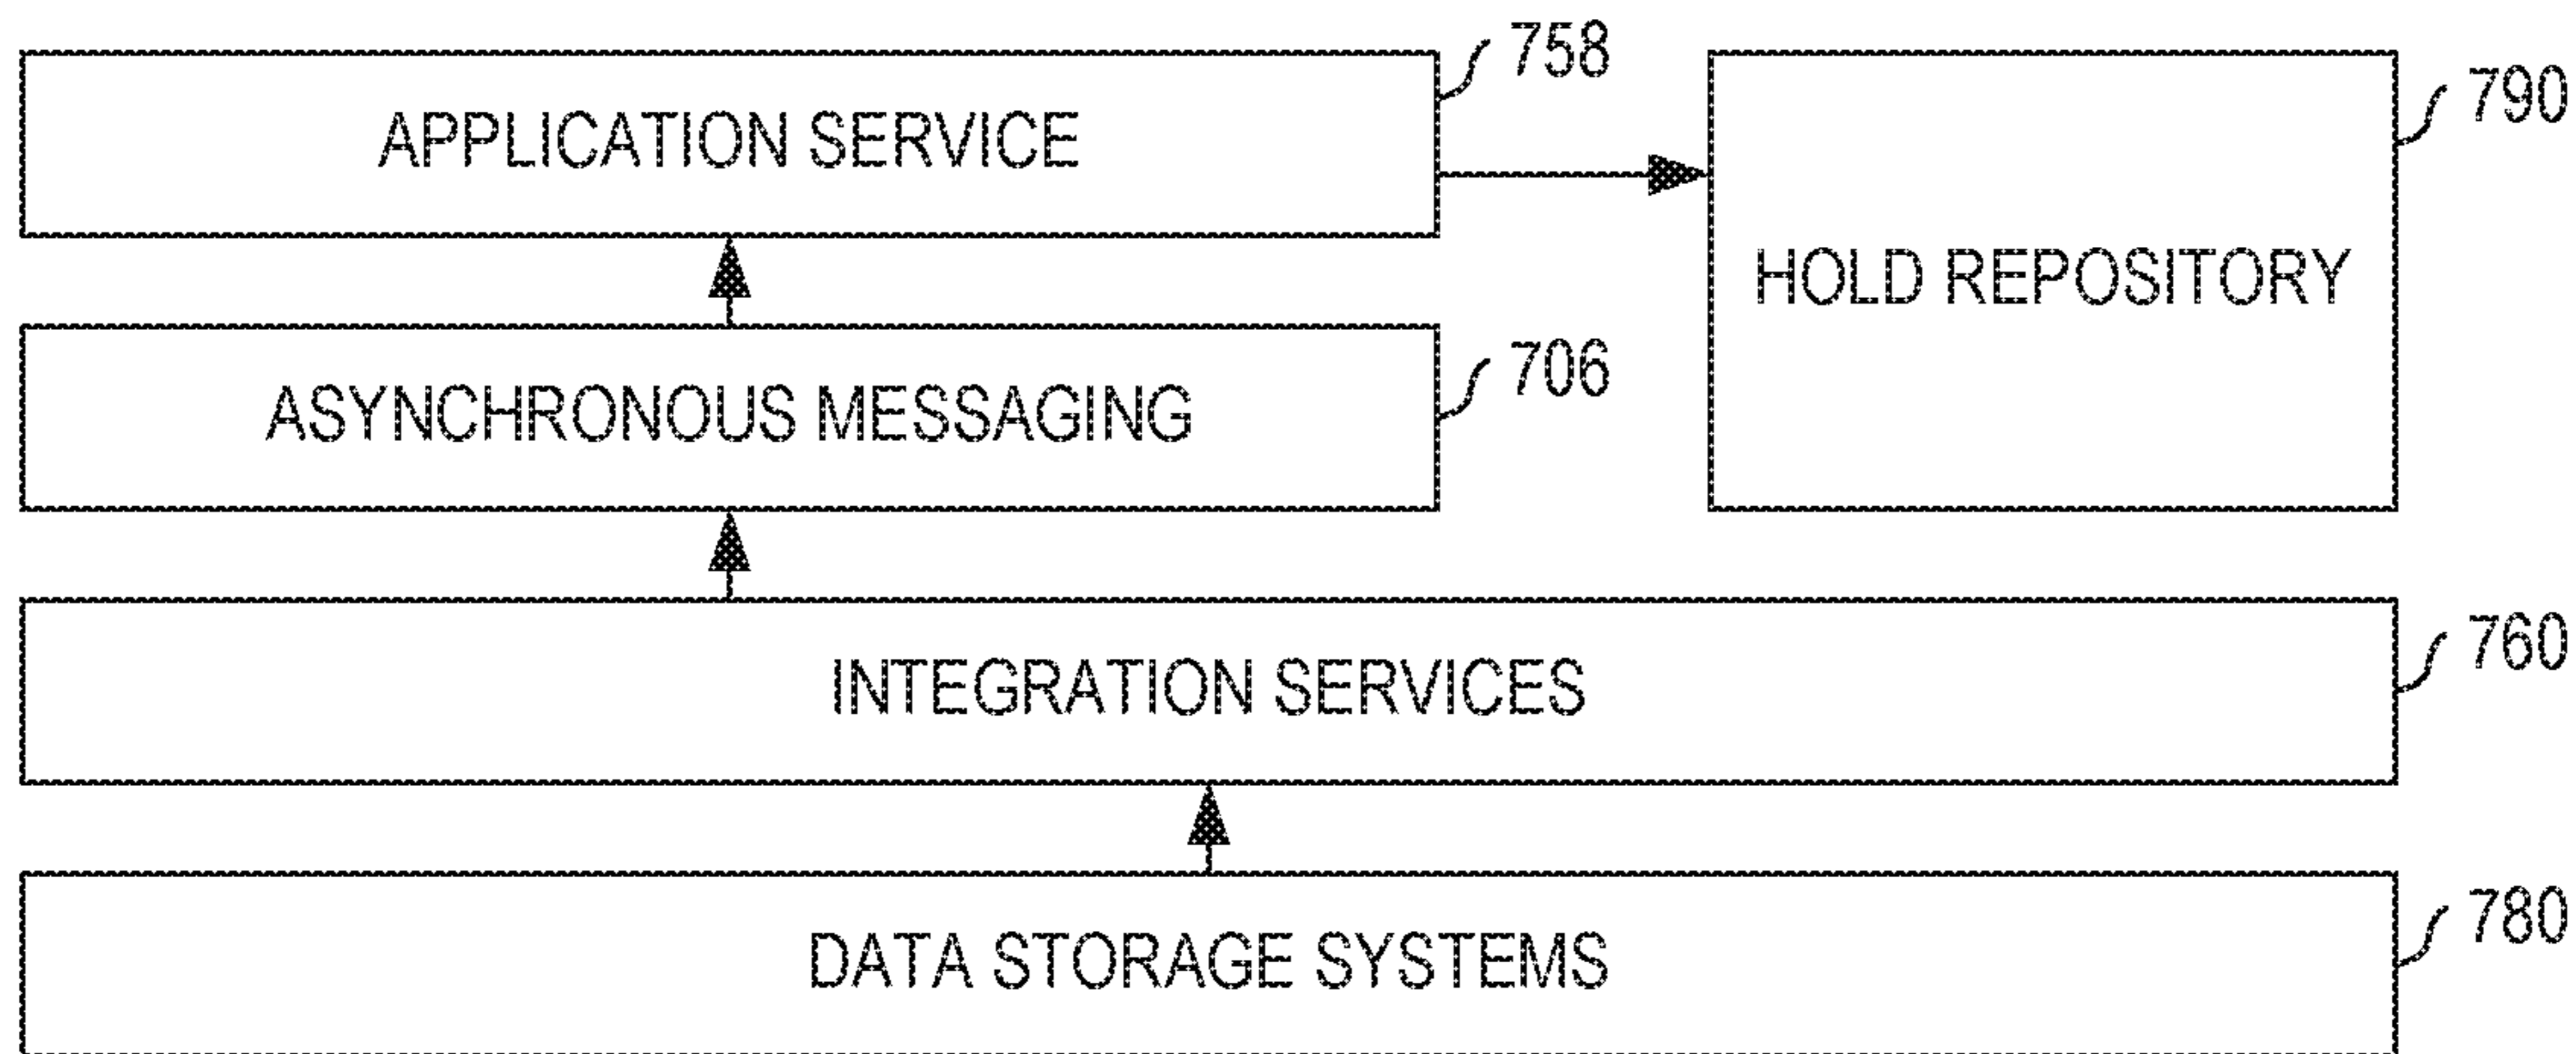 758
790
APPLICATION SERVICE
HOLD REPOSITORY
706
ASYNCHRONOUS MESSAGING
760
INTEGRATION SERVICES
780
DATA STORAGE SYSTEMS